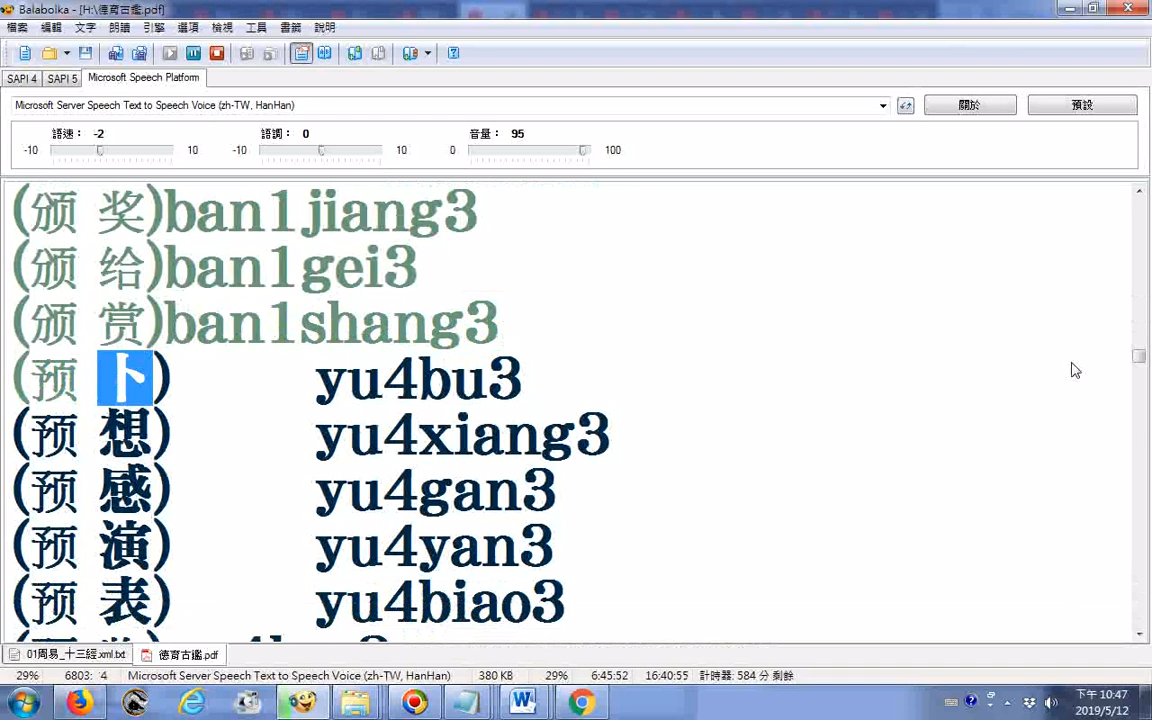 Balabolka - [H:\德育古鑑.pdf]
檔案 編輯 文字 朗讀 引擎 選項 檢視 工具 書籤 說明
SAPI 4 SAPI 5 Microsoft Speech Platform
Microsoft Server Speech Text to Speech Voice (zh-TW, HanHan) 關於 預設
語速： -2 語調： 0 音量： 95
-10 10 -10 10 0 100
(颁 奖)ban1jiang3
(颁 给)ban1gei3
(颁 赏)ban1shang3
(预 卜) yu4bu3
(预 想) yu4xiang3
(预 感) yu4gan3
(预 演) yu4yan3
(预 表) yu4biao3
01周易_十三經.xml.txt 德育古鑑.pdf
29% 6803: 4 Microsoft Server Speech Text to Speech Voice (zh-TW, HanHan) 380 KB 29% 6:45:52 16:40:55 計時器: 584 分 剩餘
下午 10:47
2019/5/12